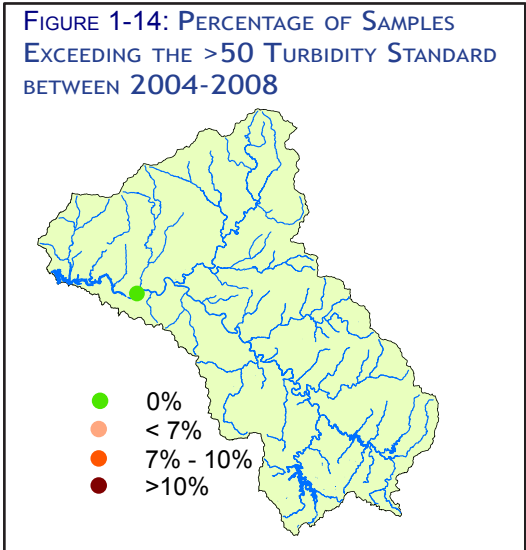 FIGURE 1-14: PERCENTAGE OF SAMPLES
EXCEEDING THE >50 TURBIDITY STANDARD
BETWEEN 2004-2008
0%
< 7%
7% - 10%
>10%